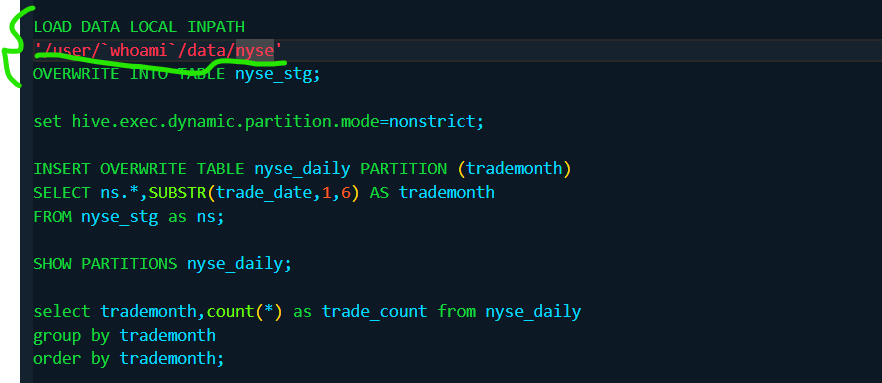 LOAD DATA LOCAL INPATH
'/user/`whoami`/data/nyse'
OVERWRITE INTO TABLE nyse_stg;
set hive.exec.dynamic.partition.mode=nonstrict;
INSERT OVERWRITE TABLE nyse_daily PARTITION (trademonth)
SELECT ns.*,SUBSTR(trade_date,1,6) AS trademonth
FROM nyse_stg as ns;
SHOW PARTITIONS nyse_daily;
select trademonth,count(*) as trade_count from nyse_daily
group by trademonth
order by trademonth;